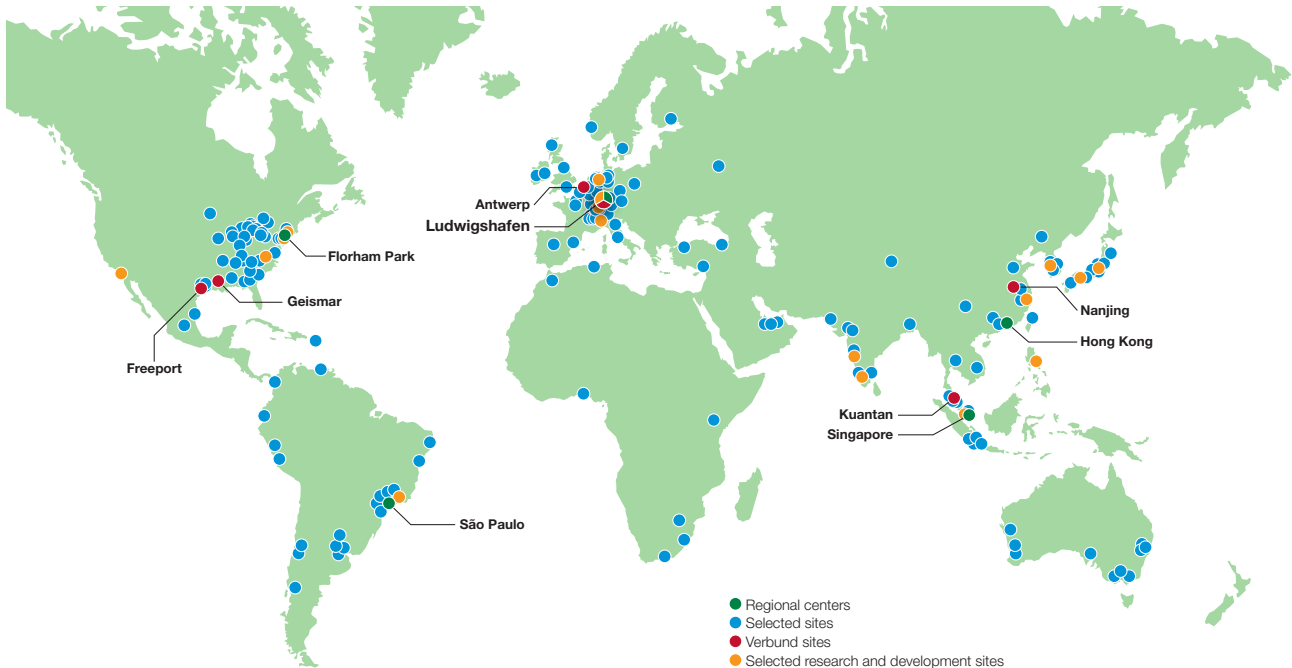 Antwerp
Ludwigshafen
Florham Park
Geismar
Freeport
Nanjing
Hong Kong
Kuantan
Singapore
São Paulo
Regional centers
Selected sites
Verbund sites
Selected research and development sites